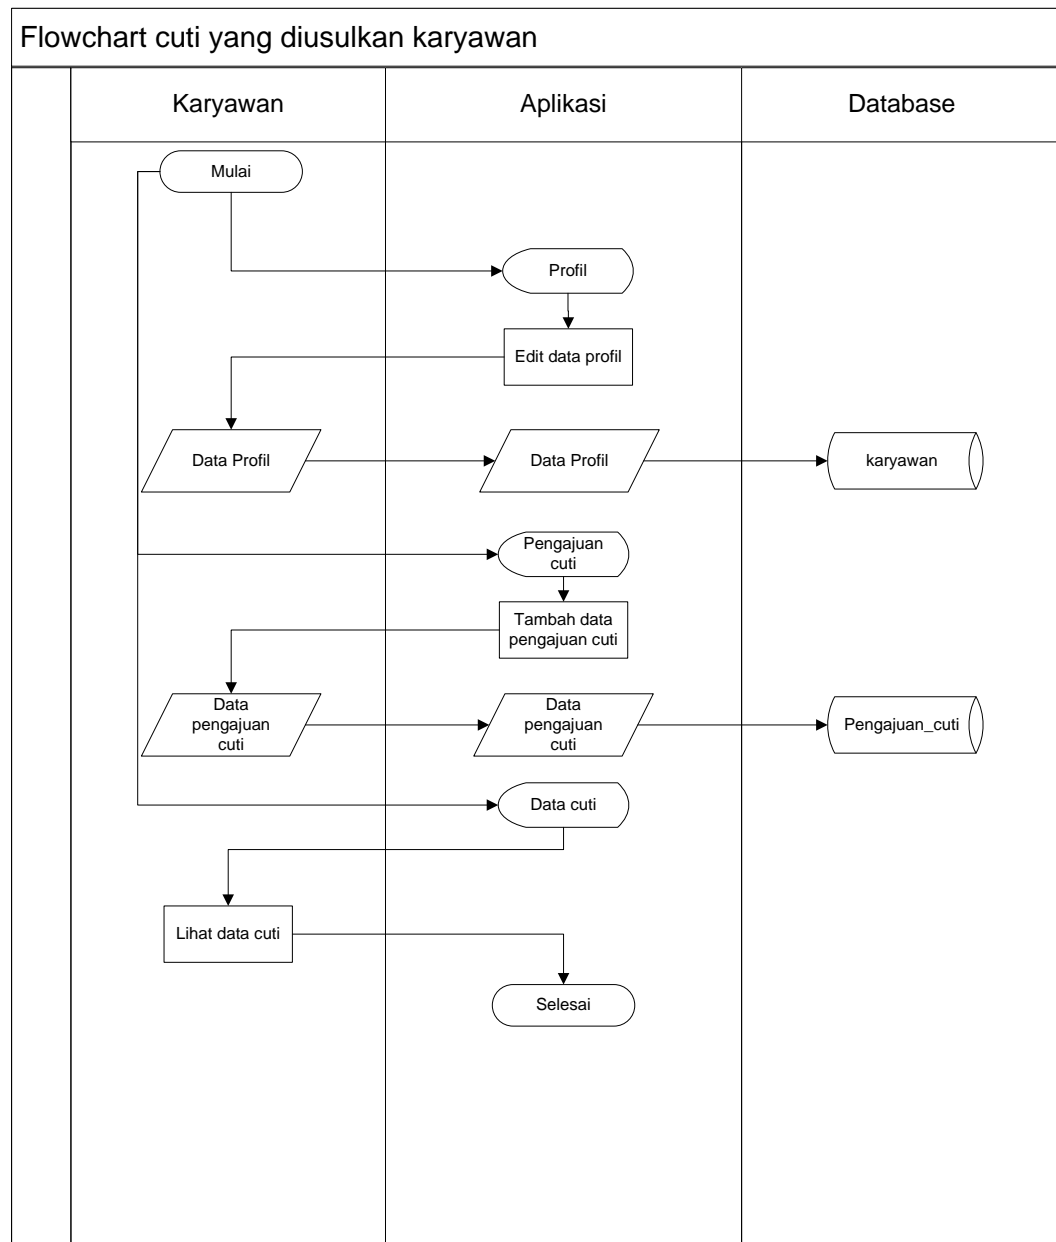 Flowchart cuti yang diusulkan karyawan
Karyawan
Aplikasi
Database
Mulai
Profil
Edit data profil
Data Profil
Data Profil
karyawan
Pengajuan
cuti
Tambah data
pengajuan cuti
Data
pengajuan
cuti
Data
pengajuan
cuti
Pengajuan_cuti
Data cuti
Lihat data cuti
Selesai